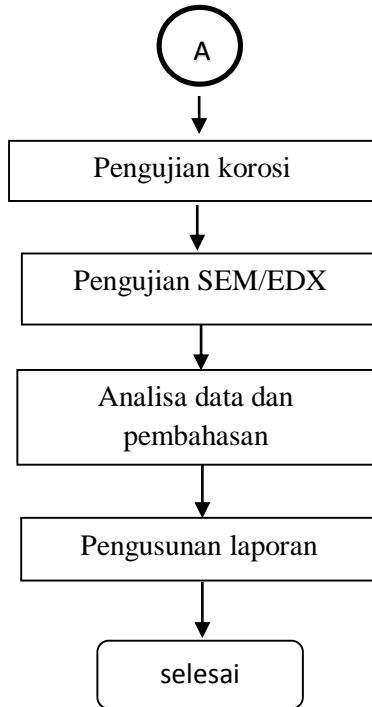 A
Pengujian korosi
Pengujian SEM/EDX
Analisa data dan
pembahasan
Pengusunan laporan
selesai